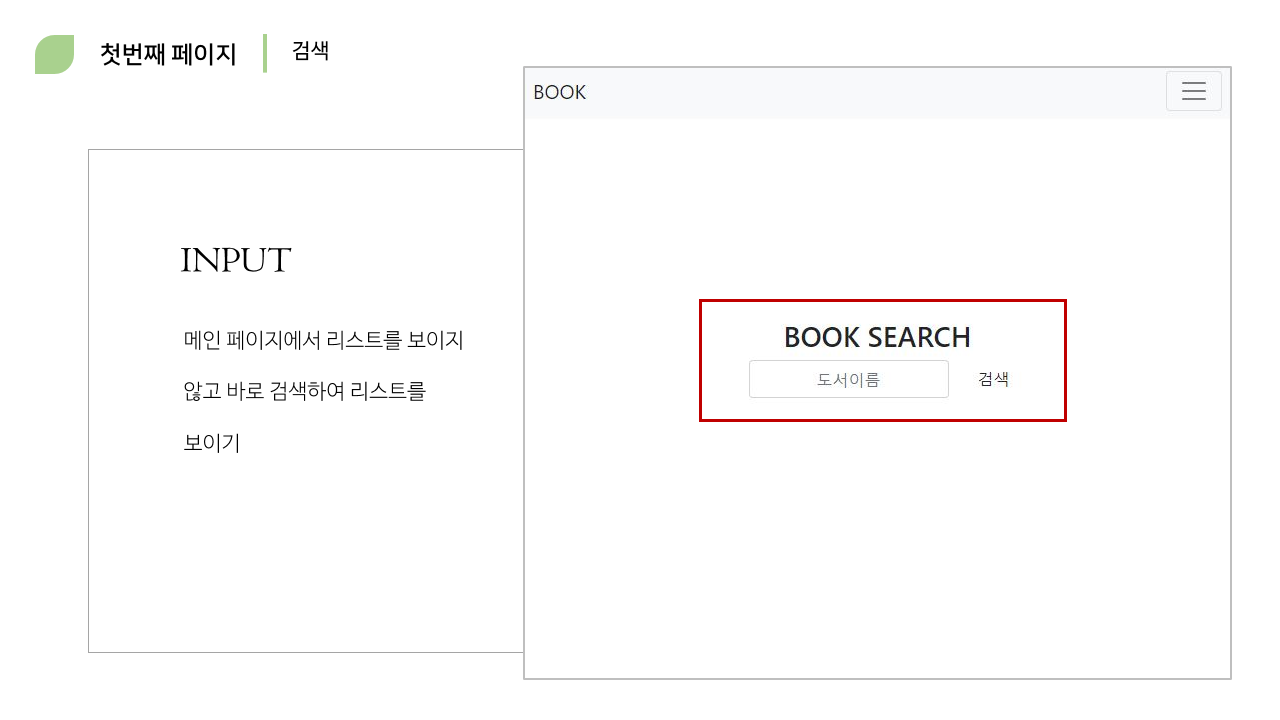 첫번째 페이지
검색
BOOK
INPUT
메인 페이지에서 리스트를 보이지
않고 바로 검색하여 리스트를
보이기
BOOK SEARCH
도서이름
검색